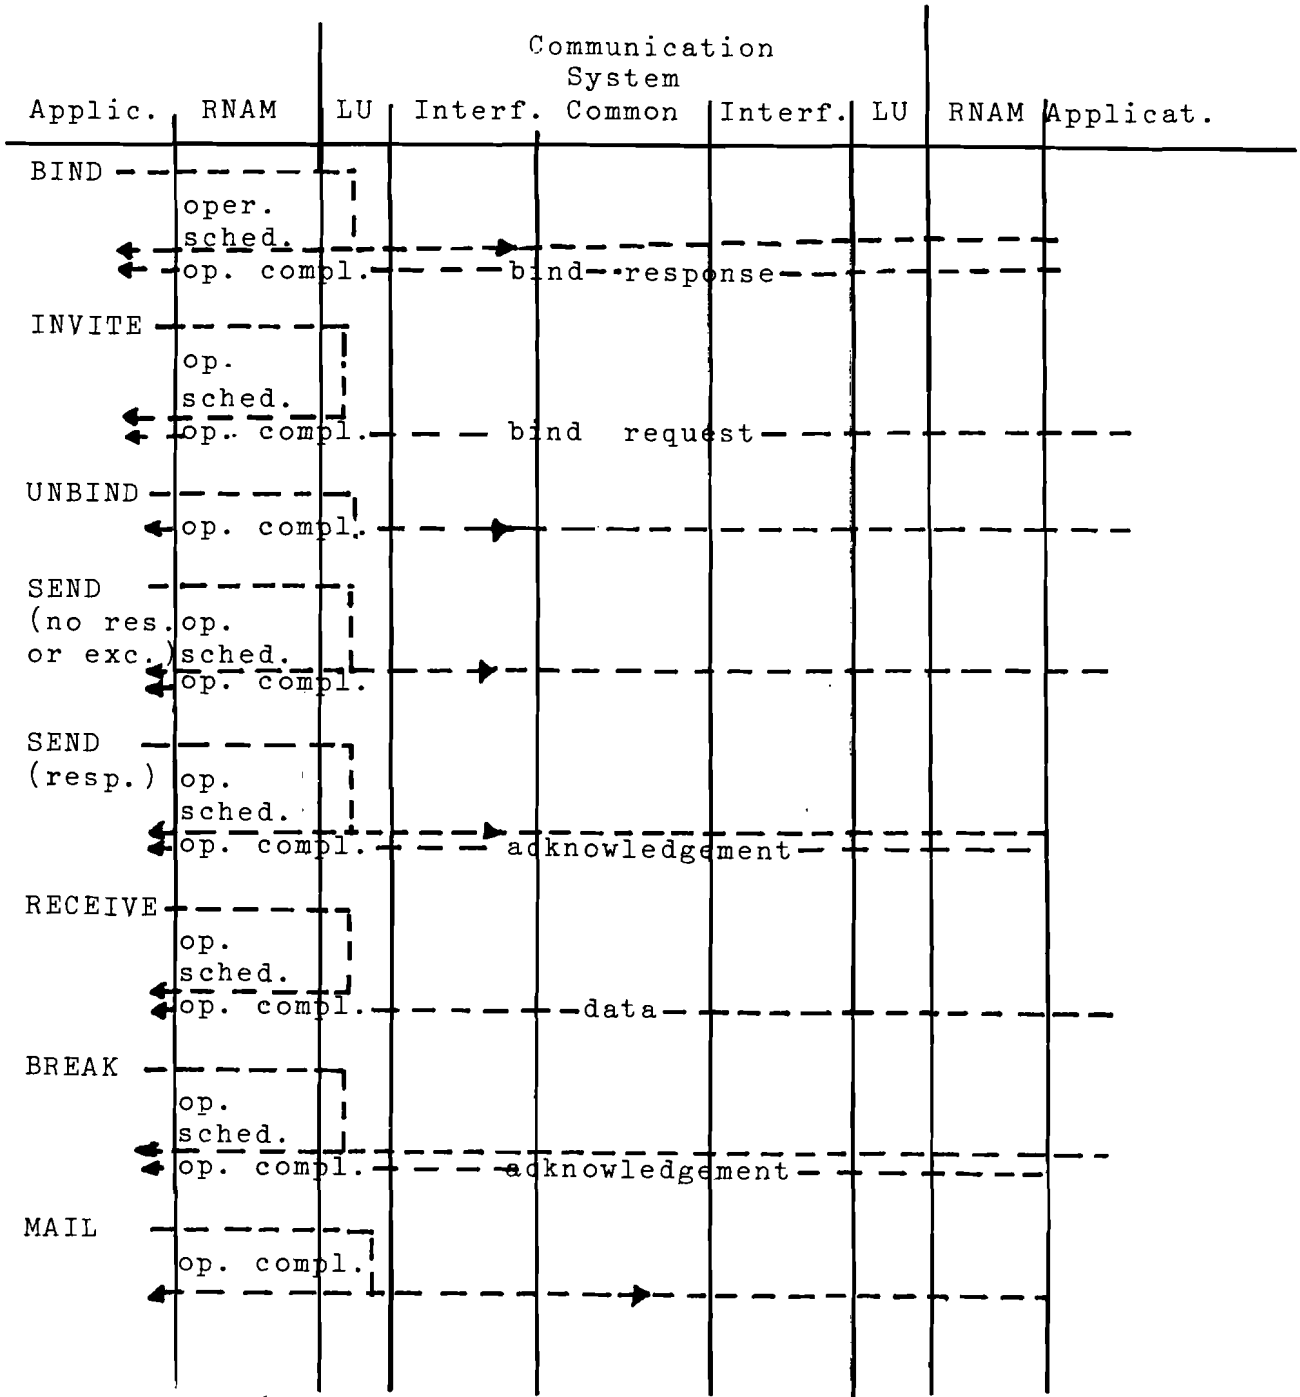 Communication
System
Applic. RNAM LU Interf. Common Interf. LU RNAM Applicat.
BIND
oper.
sched.
op. compl. bind response
INVITE
op.
sched.
op. compl. bind request
UNBIND
op. compl.
SEND
(no res. op.
or exc.) sched.
op. compl.
SEND
(resp.) op.
sched.
op. compl. acknowledgement
RECEIVE
op.
sched.
op. compl. data
BREAK
op.
sched.
op. compl. acknowledgement
MAIL
op. compl.